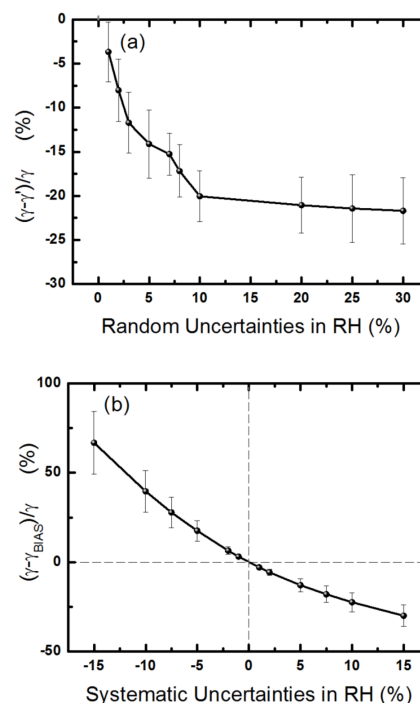 (a)
(γ-γ')/γ (%)
0
-5
-10
-15
-20
-25
-30
0 5 10 15 20 25 30
Random Uncertainties in RH (%)
(b)
(γ-γBIAS)/γ (%)
100
50
0
-50
-15 -10 -5 0 5 10 15
Systematic Uncertainties in RH (%)